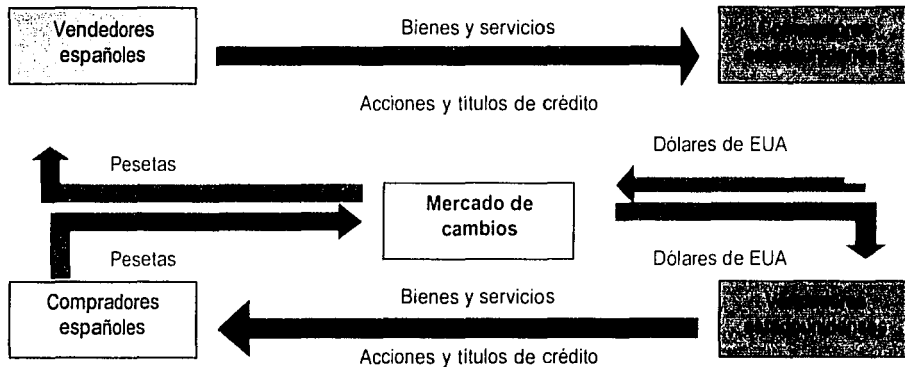 Vendedores
españoles
Bienes y servicios
Acciones y títulos de crédito
Pesetas
Dólares de EUA
Mercado de
cambios
Pesetas
Dólares de EUA
Compradores
españoles
Bienes y servicios
Acciones y títulos de crédito